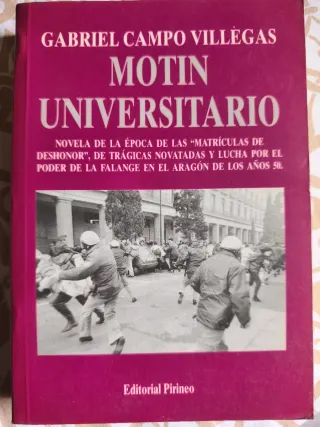 GABRIEL CAMPO VILLÈGAS
MOTIN
UNIVERSITARIO
NOVELA DE LA ÉPOCA DE LAS "MATRÍCULAS DE
DESHONOR", DE TRÁGICAS NOVATADAS Y LUCHA POR EL
PODER DE LA FALANGE EN EL ARAGÓN DE LOS AÑOS 50.
Editorial Pirineo